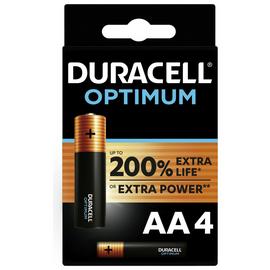 DURACELL
OPTIMUM
UP TO
200% EXTRA
LIFE*
OR EXTRA POWER**
AA 4
+
DURACELL
OPTIMUM